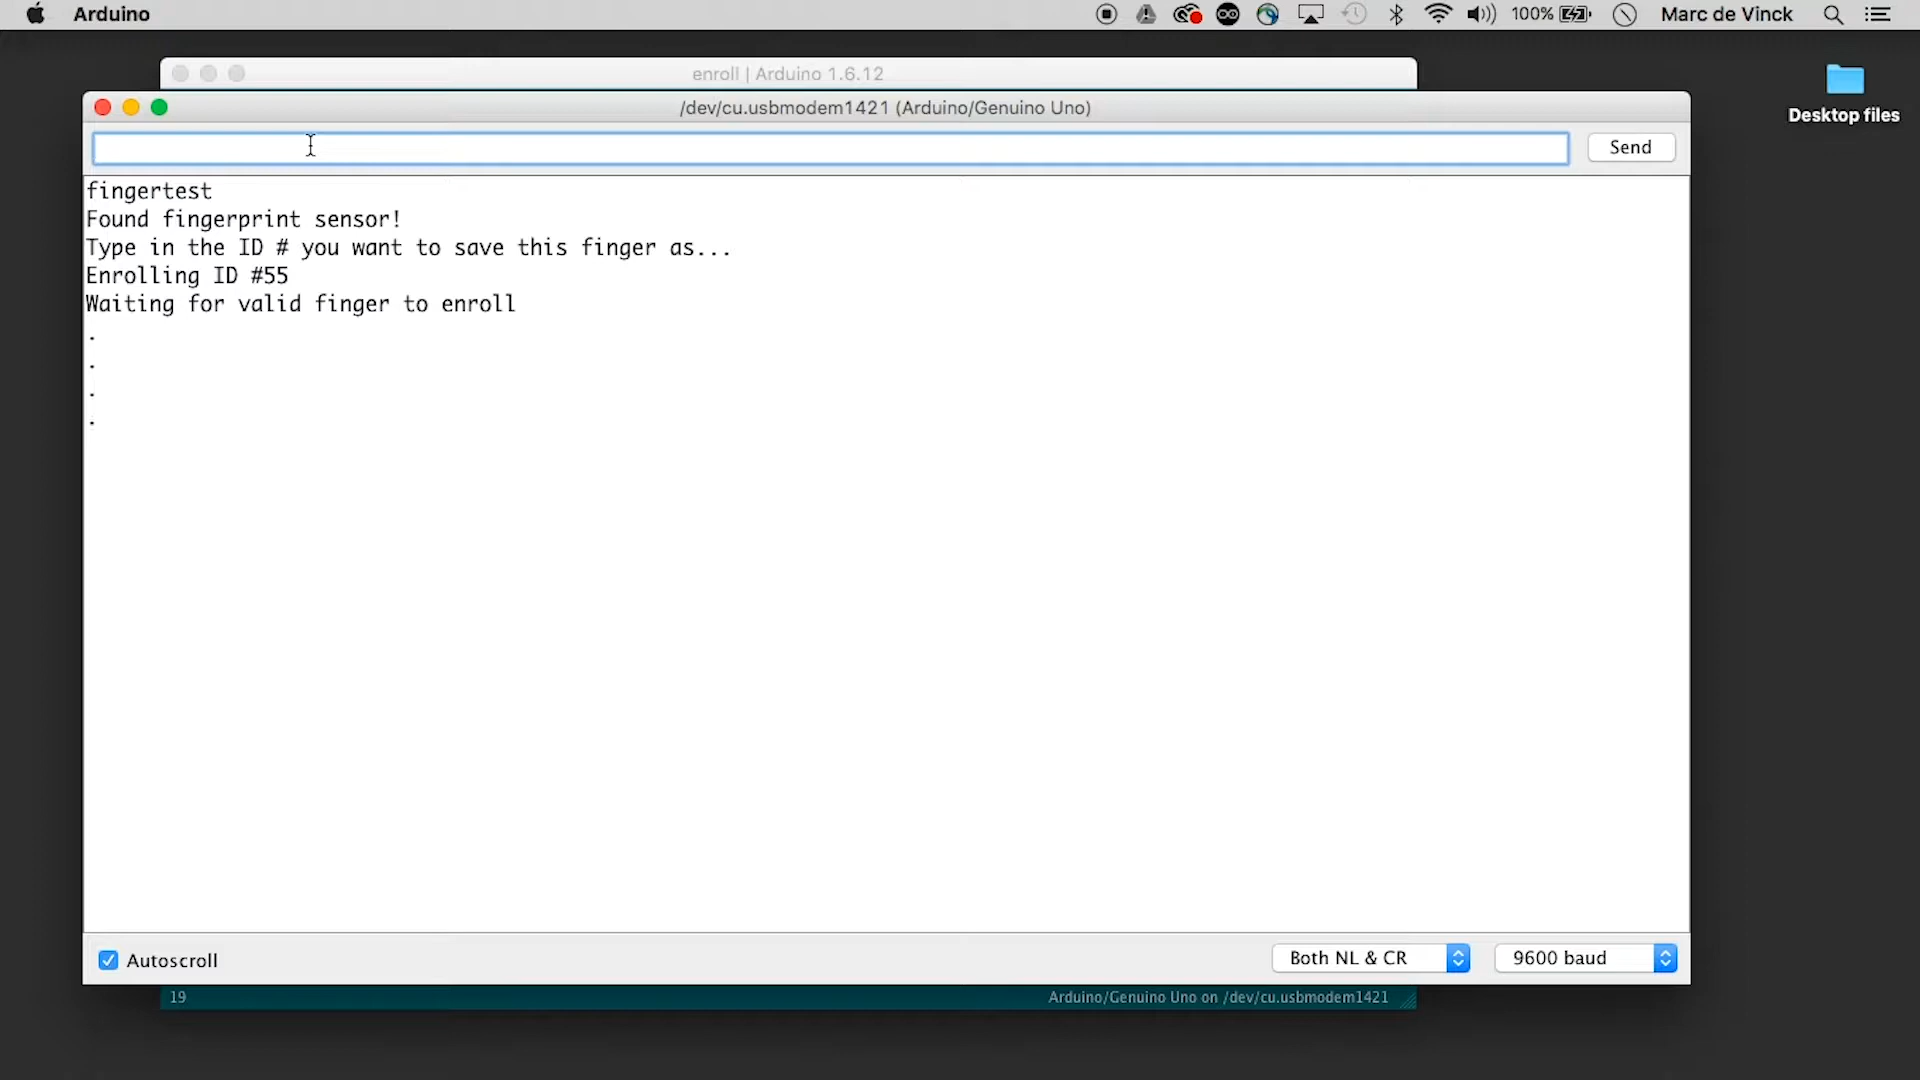 Arduino
100%
Marc de Vinck
enroll | Arduino 1.6.12
Desktop files
/dev/cu.usbmodem1421 (Arduino/Genuino Uno)
Send
fingertest
Found fingerprint sensor!
Type in the ID # you want to save this finger as...
Enrolling ID #55
Waiting for valid finger to enroll
.
.
.
.
Autoscroll
Both NL & CR
9600 baud
19
Arduino/Genuino Uno on /dev/cu.usbmodem1421